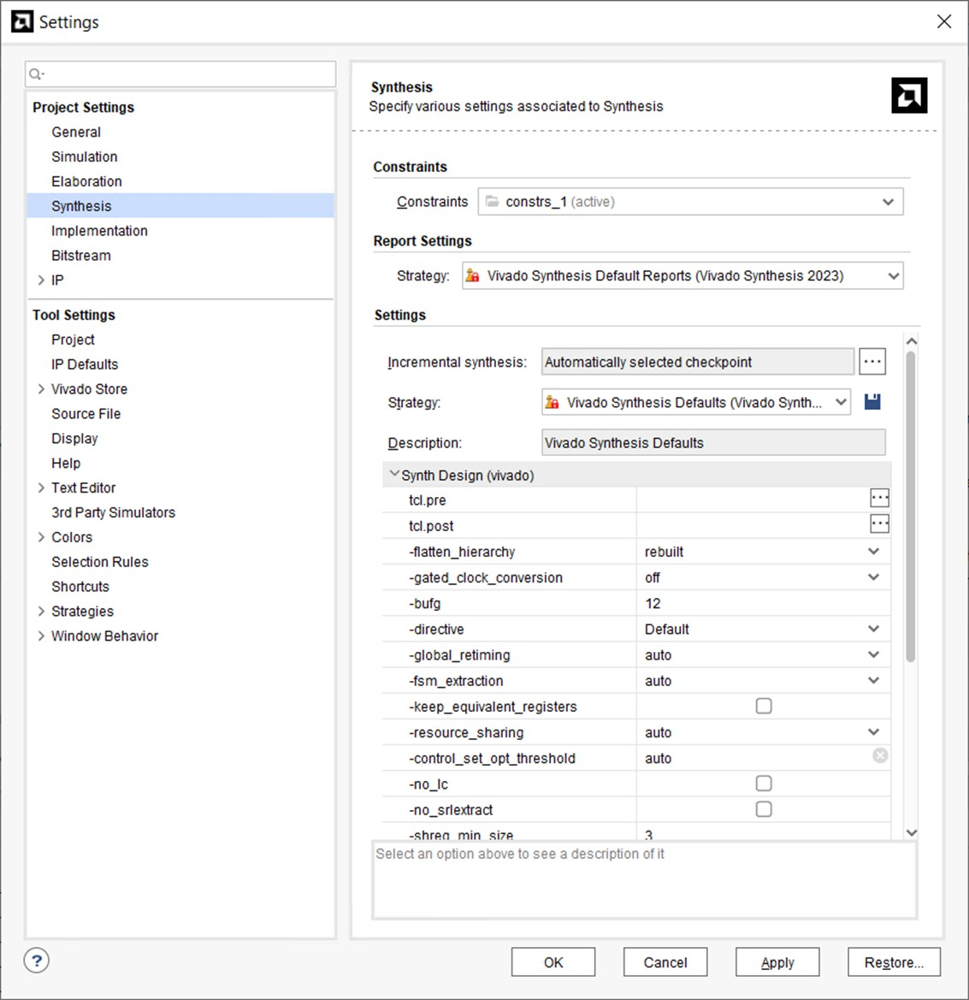 Settings
Project Settings
General
Simulation
Elaboration
Synthesis
Implementation
Bitstream
IP
Tool Settings
Project
IP Defaults
Vivado Store
Source File
Display
Help
Text Editor
3rd Party Simulators
Colors
Selection Rules
Shortcuts
Strategies
Window Behavior
Synthesis
Specify various settings associated to Synthesis
Constraints
Constraints constrs_1 (active)
Report Settings
Strategy: Vivado Synthesis Default Reports (Vivado Synthesis 2023)
Settings
Incremental synthesis: Automatically selected checkpoint ...
Strategy: Vivado Synthesis Defaults (Vivado Synth...
Description: Vivado Synthesis Defaults
Synth Design (vivado)
tcl.pre ...
tcl.post ...
-flatten_hierarchy rebuilt
-gated_clock_conversion off
-bufg 12
-directive Default
-global_retiming auto
-fsm_extraction auto
-keep_equivalent_registers
-resource_sharing auto
-control_set_opt_threshold auto
-no_lc
-no_srlextract
-shreg_min_size 3
Select an option above to see a description of it
? OK Cancel Apply Restore...